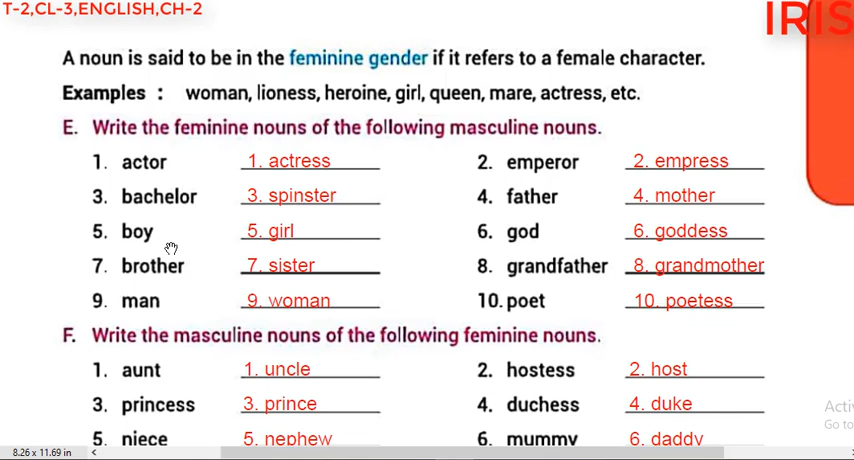 T-2,CL-3,ENGLISH,CH-2
IRIS
A noun is said to be in the feminine gender if it refers to a female character.
Examples : woman, lioness, heroine, girl, queen, mare, actress, etc.
E. Write the feminine nouns of the following masculine nouns.
1. actor 1. actress 2. emperor 2. empress
3. bachelor 3. spinster 4. father 4. mother
5. boy 5. girl 6. god 6. goddess
7. brother 7. sister 8. grandfather 8. grandmother
9. man 9. woman 10. poet 10. poetess
F. Write the masculine nouns of the following feminine nouns.
1. aunt 1. uncle 2. hostess 2. host
3. princess 3. prince 4. duchess 4. duke
Activ
Go to
5. niece 5. nephew 6. mummy 6. daddy
8.26 x 11.69 in